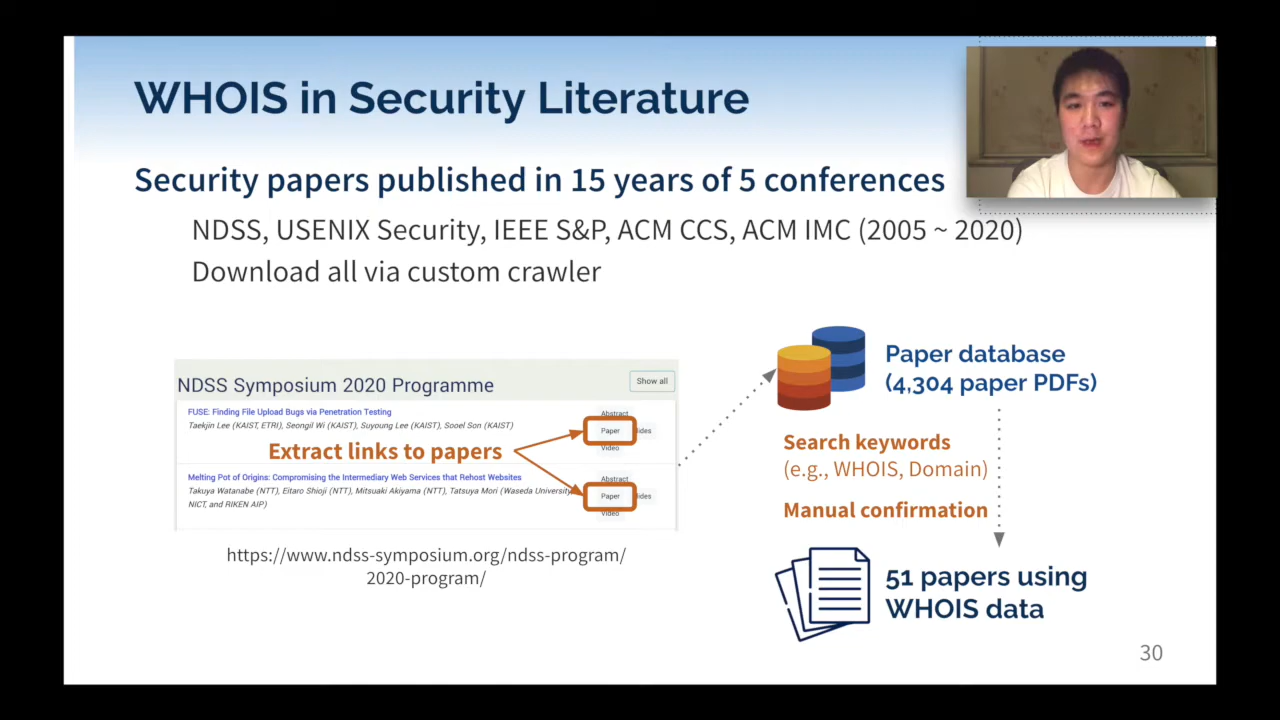 WHOIS in Security Literature
Security papers published in 15 years of 5 conferences
NDSS, USENIX Security, IEEE S&P, ACM CCS, ACM IMC (2005 ~ 2020)
Download all via custom crawler
NDSS Symposium 2020 Programme
Show all
FUSE: Finding File Upload Bugs via Penetration Testing
Taekjin Lee (KAIST, ETRI), Seongil Wi (KAIST), Suyoung Lee (KAIST), Sooel Son (KAIST)
Abstract
Paper
Video
Extract links to papers
Melting Pot of Origins: Compromising the Intermediary Web Services that Rehost Websites
Takuya Watanabe (NTT), Eitaro Shioji (NTT), Mitsuaki Akiyama (NTT), Tatsuya Mori (Waseda University,
NICT, and RIKEN AIP)
Abstract
Paper
Video
https://www.ndss-symposium.org/ndss-program/
2020-program/
Paper database
(4,304 paper PDFs)
Search keywords
(e.g., WHOIS, Domain)
Manual confirmation
51 papers using
WHOIS data
30